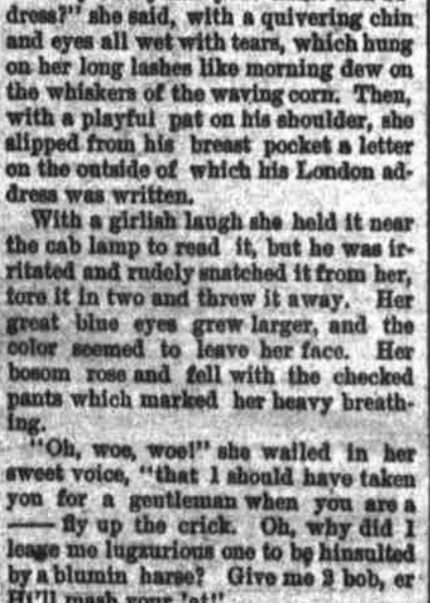 dress?" she said, with a quivering chin
and eyes all wet with tears, which hung
on her long lashes like morning dew on
the whiskers of the waving corn. Then,
with a playful pat on his shoulder, she
slipped from his breast pocket a letter
on the outside of which his London ad-
dress was written.
With a girlish laugh she held it near
the cab lamp to read it, but he was ir-
ritated and rudely snatched it from her,
tore it in two and threw it away. Her
great blue eyes grew larger, and the
color seemed to leave her face. Her
bosom rose and fell with the checked
pants which marked her heavy breath-
ing.
"Oh, woe, woe!" she wailed in her
sweet voice, "that I should have taken
you for a gentleman when you are a
—— fly up the crick. Oh, why did I
leave me lugzurious one to be hinsulted
by a blumin harse? Give me 2 bob, er
Hi'll mash your 'at!"